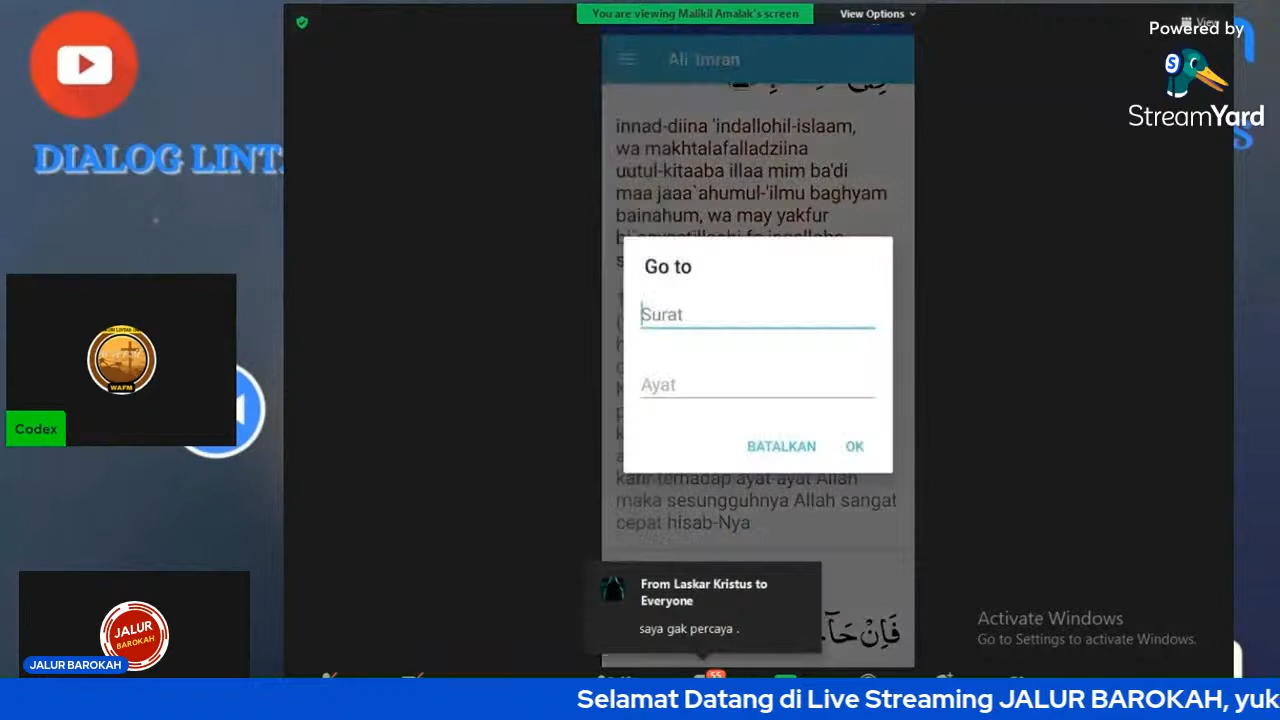 You are viewing Malikil Amalak's screen
View Options
View
Powered by
StreamYard
DIALOG LINT
Ali Imran
innad-diina 'indallohil-islaam,
wa makhtalafalladziina
uutul-kitaaba illaa mim ba'di
maa jaaa`ahumul-'ilmu baghyam
bainahum, wa may yakfur
Go to
Surat
Ayat
BATALKAN OK
kafir terhadap ayat-ayat Allah
maka sesungguhnya Allah sangat
cepat hisab-Nya
WAFM
Codex
From Laskar Kristus to
Everyone
saya gak percaya .
فَاِنْ
Activate Windows
Go to Settings to activate Windows.
JALUR
BAROKAH
JALUR BAROKAH
55
Selamat Datang di Live Streaming JALUR BAROKAH, yuk